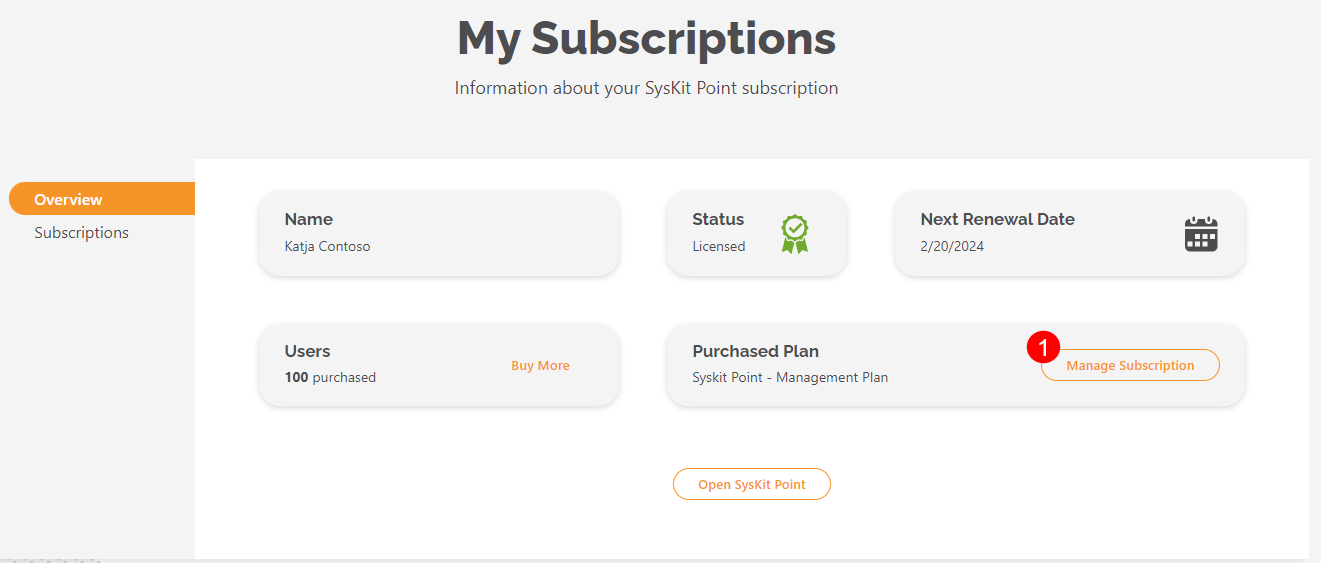 My Subscriptions
Information about your SysKit Point subscription
Overview
Subscriptions
Name
Katja Contoso
Status
Licensed
Next Renewal Date
2/20/2024
Users
100 purchased
Buy More
Purchased Plan
Syskit Point - Management Plan
1
Manage Subscription
Open SysKit Point